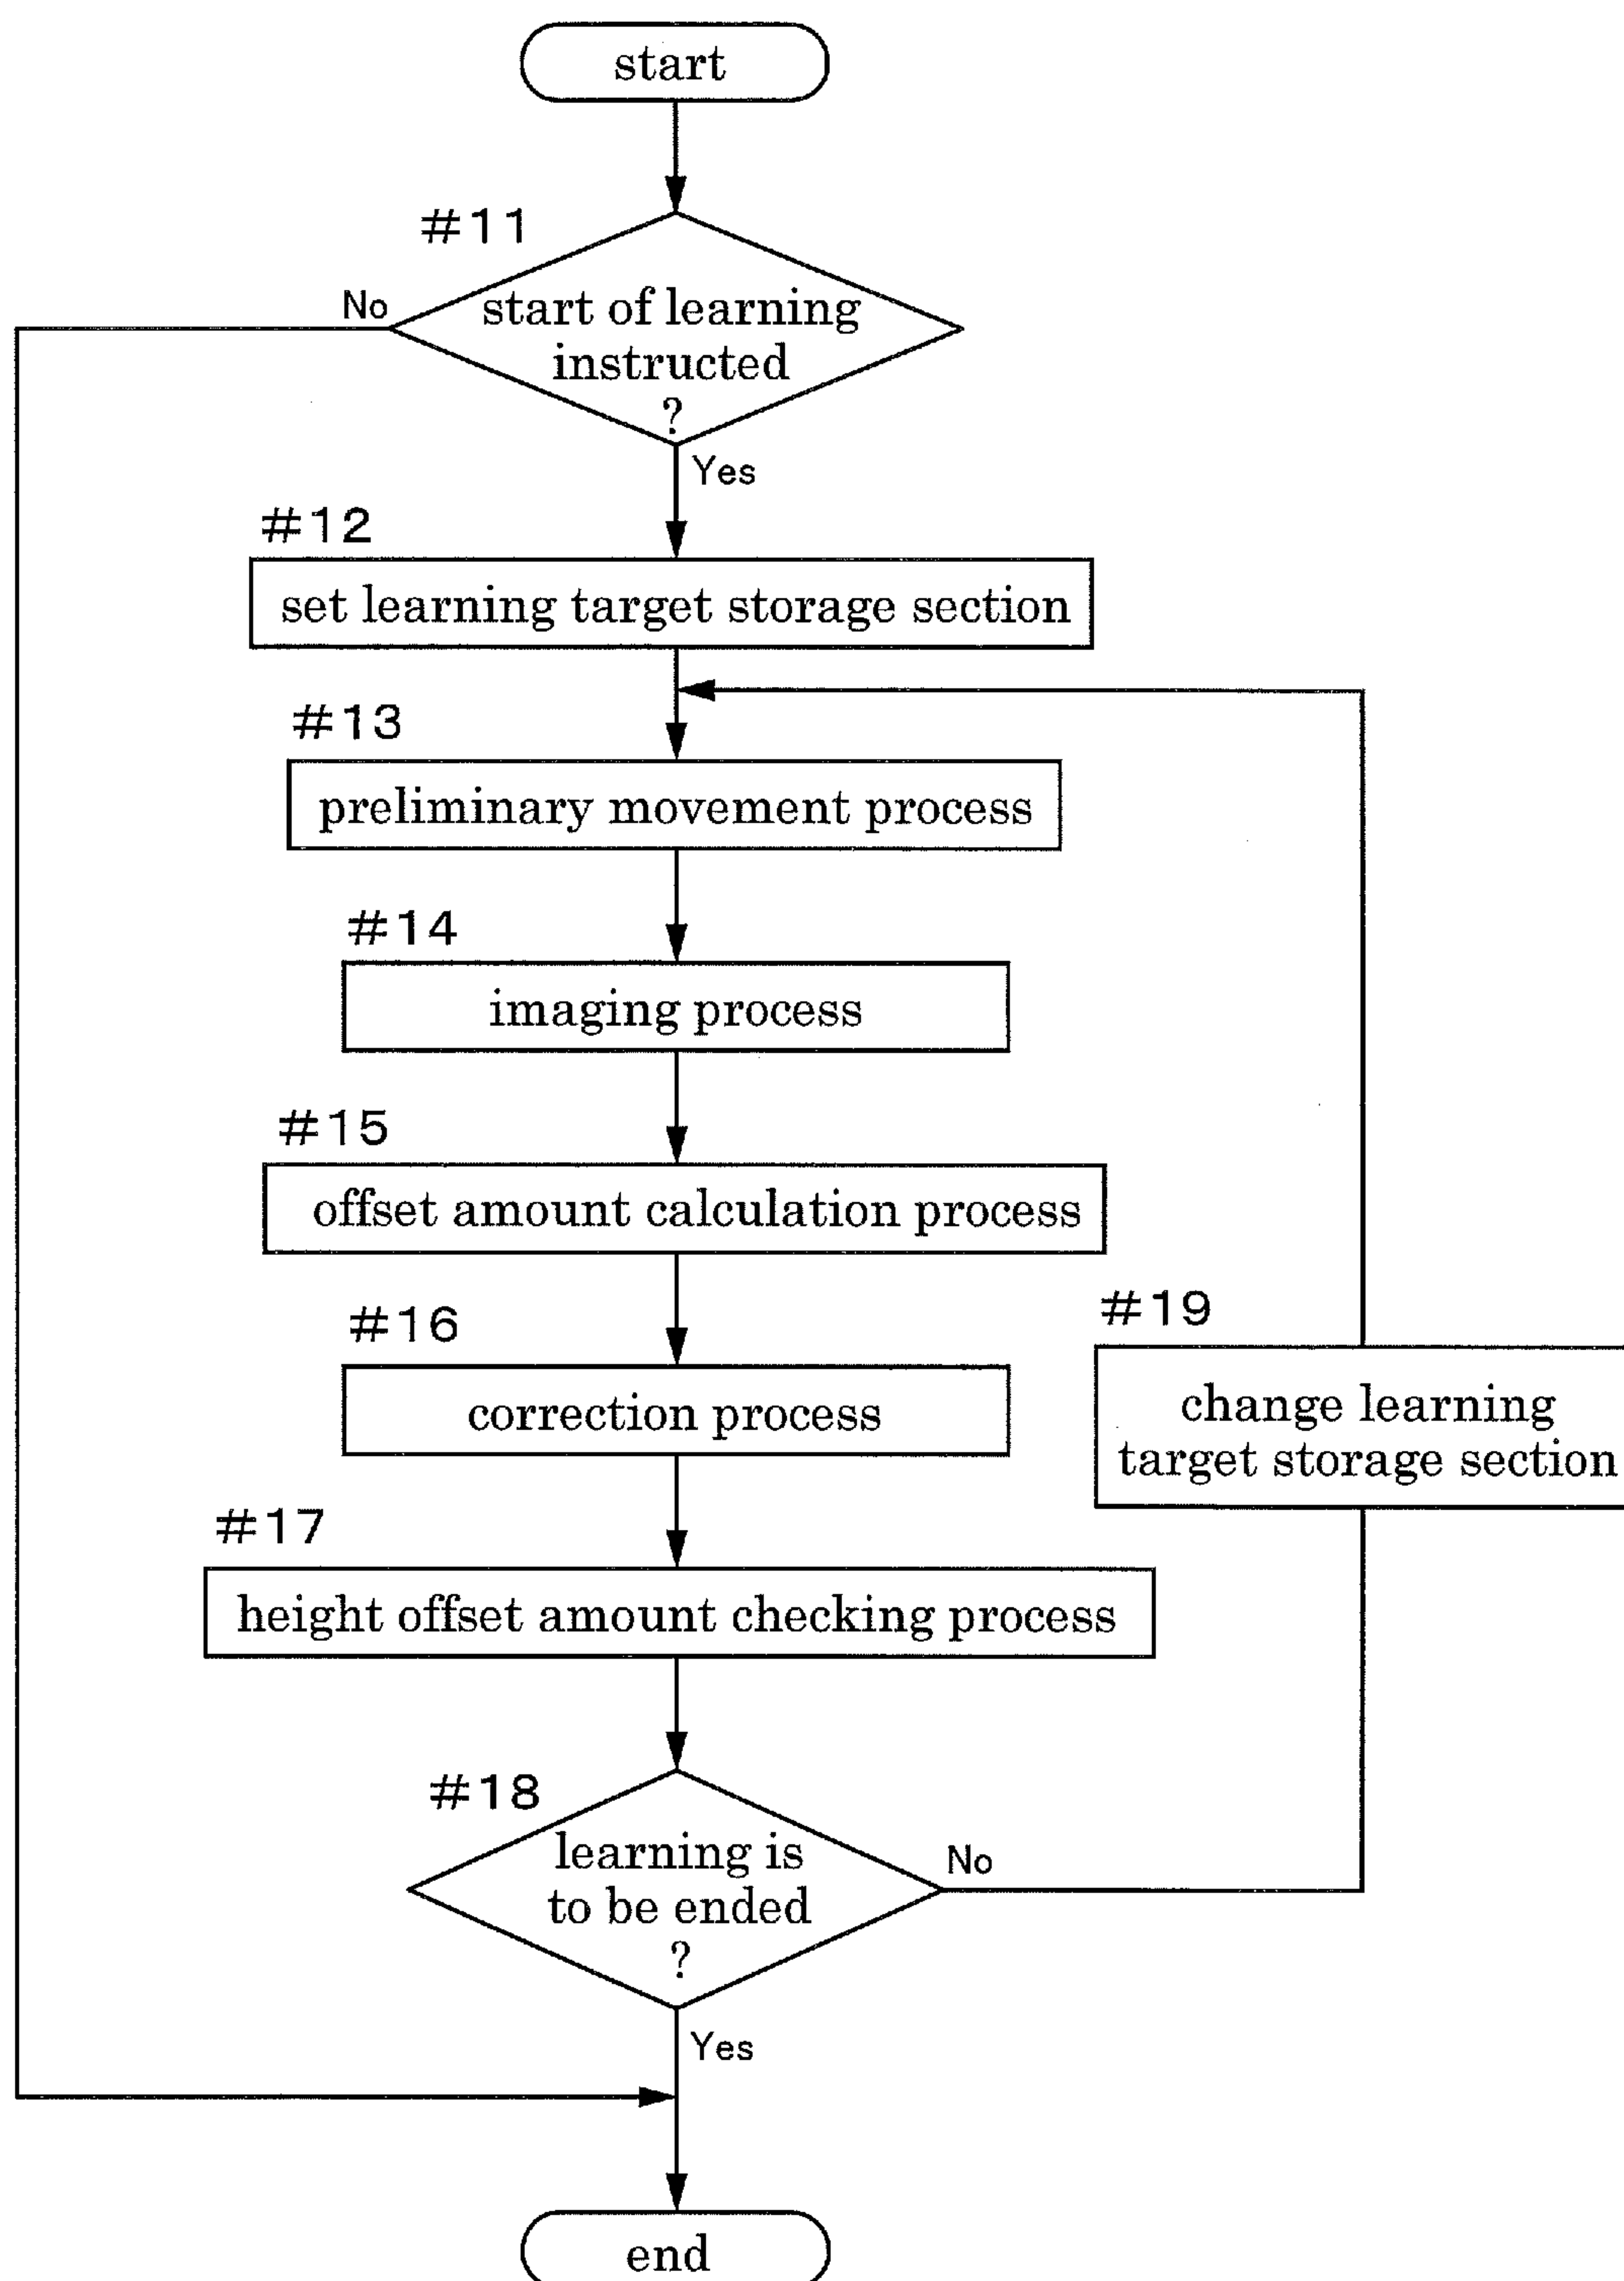 start
#11
No
start of learning
instructed
?
Yes
#12
set learning target storage section
#13
preliminary movement process
#14
imaging process
#15
offset amount calculation process
#16
correction process
#19
change learning
target storage section
#17
height offset amount checking process
#18
learning is
to be ended
?
No
Yes
end